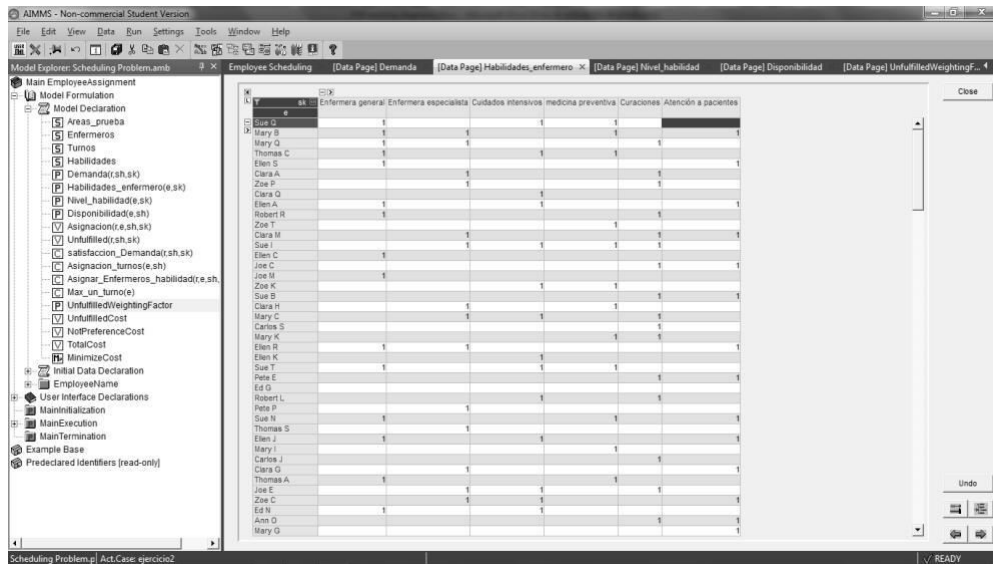 AIMMS - Non-commercial Student Version
File Edit View Data Run Settings Tools Window Help
Model Explorer: Scheduling Problem.amb
Employee Scheduling [Data Page] Demanda [Data Page] Habilidades_enfermero [Data Page] Nivel_habilidad [Data Page] Disponibilidad [Data Page] UnfulfilledWeightingF...
Main EmployeeAssignment
Model Formulation
Model Declaration
S Areas_prueba
S Enfermeros
S Turnos
S Habilidades
P Demanda(r,sh,sk)
P Habilidades_enfermero(e,sk)
P Nivel_habilidad(e,sk)
P Disponibilidad(e,sh)
V Asignacion(r,e,sh,sk)
V Unfulfilled(r,sh,sk)
C satisfaccion_Demanda(r,sh,sk)
C Asignacion_turnos(e,sh)
C Asignar_Enfermeros_habilidad(r,e,sh,
C Max_un_turno(e)
P UnfulfilledWeightingFactor
V UnfulfilledCost
V NotPreferenceCost
V TotalCost
MinimizeCost
Initial Data Declaration
EmployeeName
User Interface Declarations
MainInitialization
MainExecution
MainTermination
Example Base
Predeclared Identifiers [read-only]
sk Enfermera general Enfermera especialista Cuidados intensivos medicina preventiva Curaciones Atención a pacientes
e
Sue Q 1 1 1
Mary B 1 1 1 1
Mary Q 1 1 1
Thomas C 1 1 1
Ellen S 1 1
Clara A 1 1
Zoe P 1 1
Clara Q 1
Ellen A 1 1 1
Robert R 1 1
Zoe T 1
Clara M 1 1 1
Sue I 1 1 1 1
Ellen C 1
Joe C 1 1
Joe M 1
Zoe K 1 1
Sue B 1 1
Clara H 1 1
Mary C 1 1 1
Carlos S 1
Mary K 1 1
Ellen R 1 1 1
Ellen K 1
Sue T 1 1 1
Pete E 1 1
Ed G
Robert L 1 1
Pete P 1
Sue N 1 1 1
Thomas S 1
Ellen J 1 1 1
Mary I 1
Carlos J 1
Clara G 1 1
Thomas A 1 1
Joe E 1 1 1
Zoe C 1 1 1
Ed N 1 1
Ann O 1 1
Mary G 1
Close
Undo
Scheduling Problem.p Act.Case: ejercicio2
READY